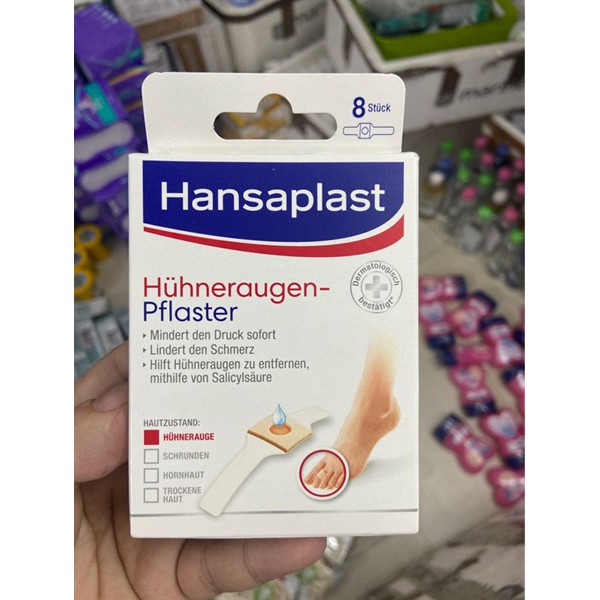 8 Stück
Hansaplast
Hühneraugen-
Pflaster
Dermatologisch
bestätigt*
▸ Mindert den Druck sofort
▸ Lindert den Schmerz
▸ Hilft Hühneraugen zu entfernen,
mithilfe von Salicylsäure
HAUTZUSTAND:
HÜHNERAUGE
SCHRUNDEN
HORNHAUT
TROCKENE
HAUT